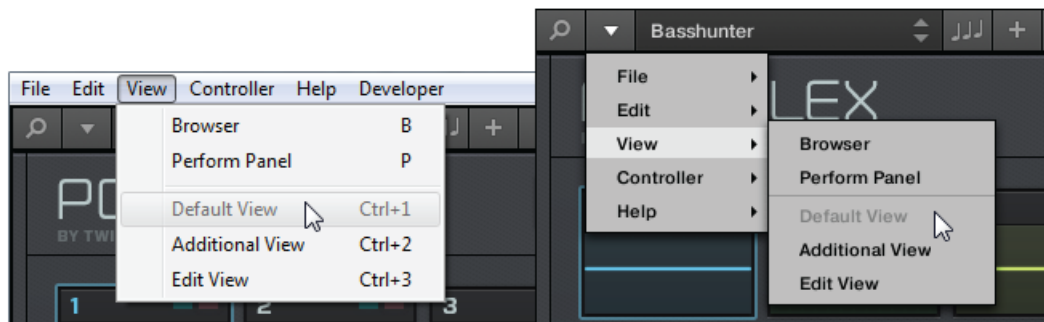 File Edit View Controller Help Developer
Browser B
Perform Panel P
Default View Ctrl+1
Additional View Ctrl+2
Edit View Ctrl+3
BY TWI
1 2 3
Basshunter
File
Edit
View
Controller
Help
LEX
Browser
Perform Panel
Default View
Additional View
Edit View